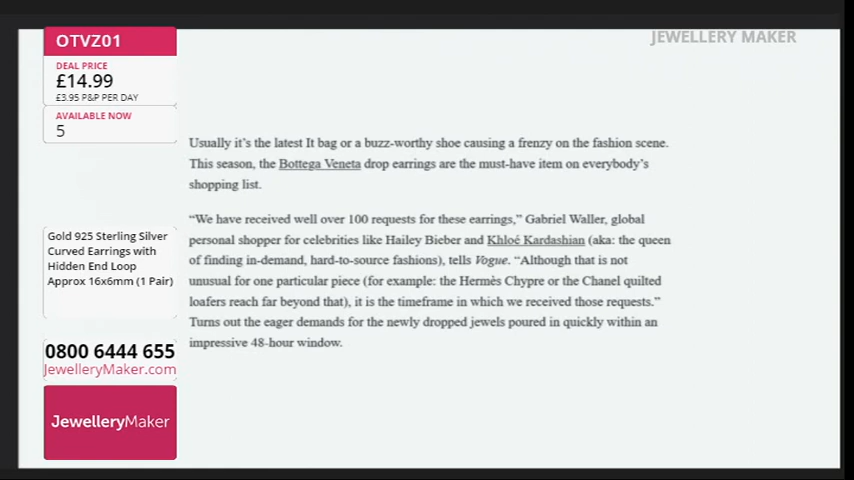 OTVZ01
DEAL PRICE
£14.99
£3.95 P&P PER DAY
AVAILABLE NOW
5
Gold 925 Sterling Silver
Curved Earrings with
Hidden End Loop
Approx 16x6mm (1 Pair)
0800 6444 655
JewelleryMaker.com
JewelleryMaker
JEWELLERY MAKER
Usually it's the latest It bag or a buzz-worthy shoe causing a frenzy on the fashion scene.
This season, the Bottega Veneta drop earrings are the must-have item on everybody's
shopping list.
“We have received well over 100 requests for these earrings,” Gabriel Waller, global
personal shopper for celebrities like Hailey Bieber and Khloé Kardashian (aka: the queen
of finding in-demand, hard-to-source fashions), tells Vogue. “Although that is not
unusual for one particular piece (for example: the Hermès Chypre or the Chanel quilted
loafers reach far beyond that), it is the timeframe in which we received those requests.”
Turns out the eager demands for the newly dropped jewels poured in quickly within an
impressive 48-hour window.